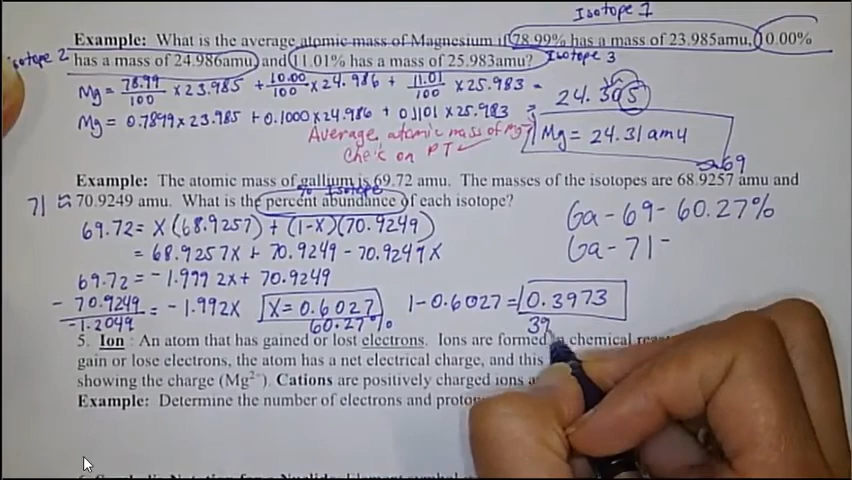 Isotope 1
Example: What is the average atomic mass of Magnesium if 78.99% has a mass of 23.985amu, 10.00%
isotope 2 has a mass of 24.986amu and 11.01% has a mass of 25.983amu? Isotope 3
Mg = 78.99/100 x 23.985 + 10.00/100 x 24.986 + 11.01/100 x 25.983 =
24.305
Mg = 0.7899 x 23.985 + 0.1000 x 24.986 + 0.1101 x 25.983 =
Average atomic mass of Mg?
Mg = 24.31 amu
Check on PT ✓
≈69
Example: The atomic mass of gallium is 69.72 amu. The masses of the isotopes are 68.9257 amu and
% Isotope
71 ≈ 70.9249 amu. What is the percent abundance of each isotope?
69.72 = X(68.9257) + (1-X)(70.9249)
Ga - 69 - 60.27%
= 68.9257X + 70.9249 - 70.9249X
Ga - 71 -
69.72 = -1.9992x + 70.9249
- 70.9249 = -1.992X
X = 0.6027
1 - 0.6027 = 0.3973
-1.2049
60.27%
39
5. Ion : An atom that has gained or lost electrons. Ions are formed in chemical
gain or lose electrons, the atom has a net electrical charge, and this
showing the charge (Mg2+). Cations are positively charged ions
Example: Determine the number of electrons and